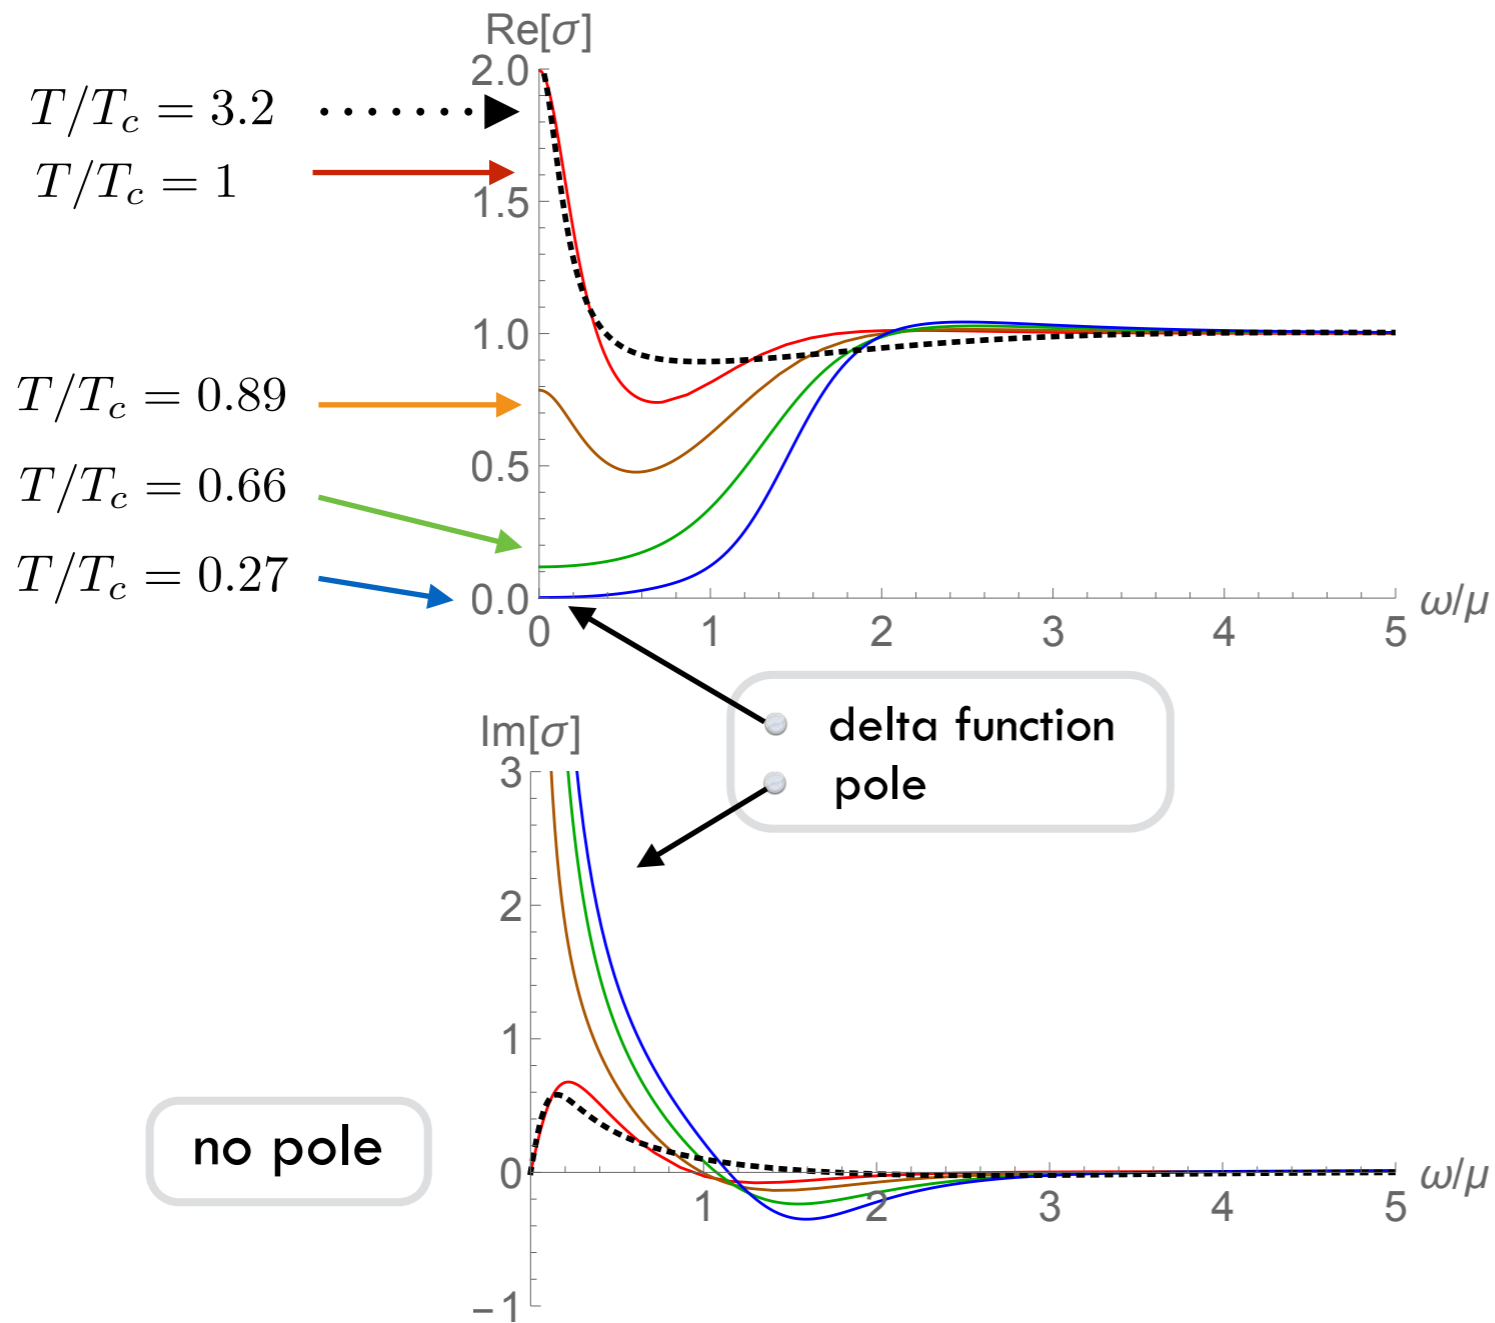 Re[σ]
2.0
T/T_c = 3.2
T/T_c = 1
1.5
1.0
T/T_c = 0.89
0.5
T/T_c = 0.66
T/T_c = 0.27
0.0
0 1 2 3 4 5
ω/μ
delta function
pole
Im[σ]
3
2
1
no pole
0
ω/μ
1 2 3 4 5
−1